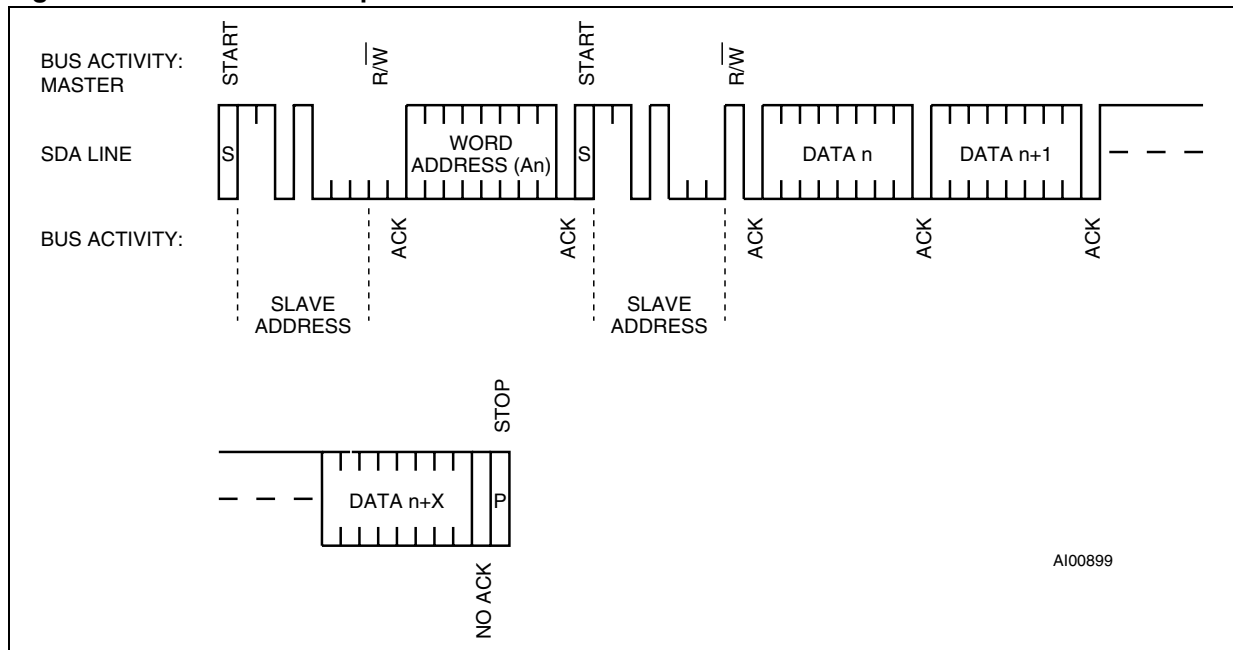 START
R/W
START
R/W
BUS ACTIVITY:
MASTER
SDA LINE
S
WORD
ADDRESS (An)
S
DATA n
DATA n+1
BUS ACTIVITY:
ACK
ACK
ACK
ACK
ACK
SLAVE
ADDRESS
SLAVE
ADDRESS
STOP
DATA n+X
P
NO ACK
AI00899